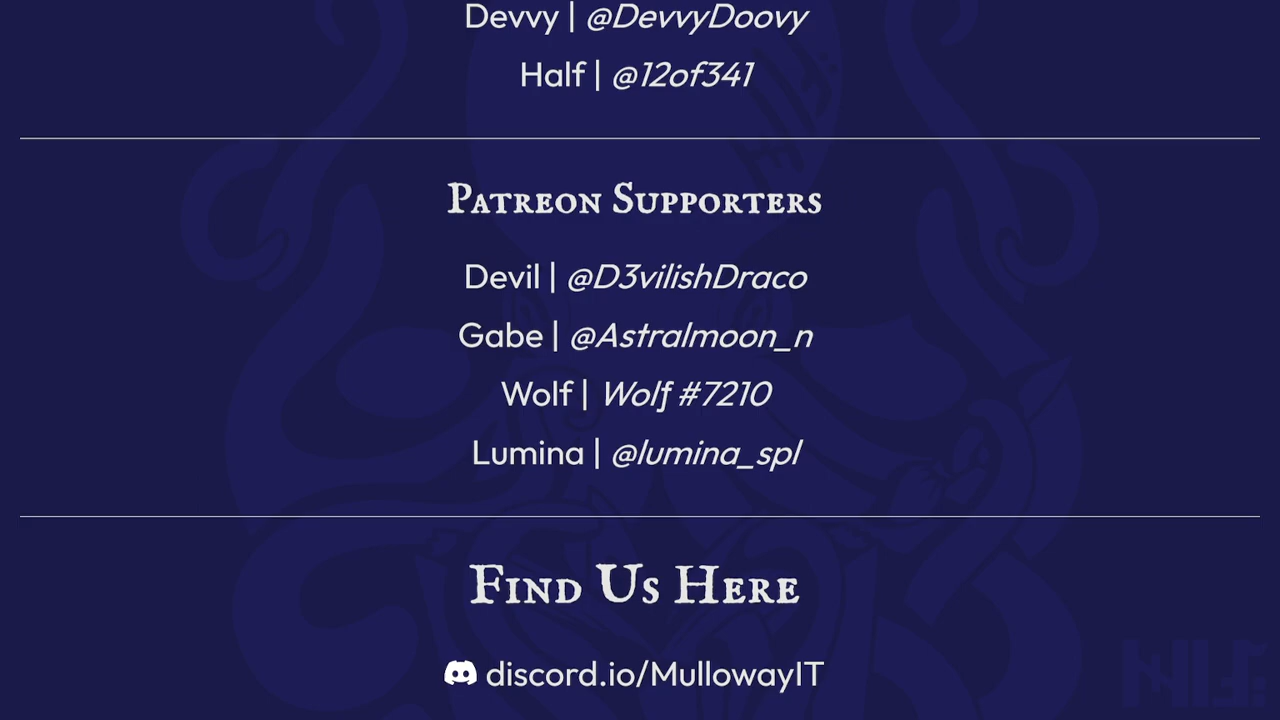 Devvy | @DevvyDoovy
Half | @12of341
Patreon Supporters
Devil | @D3vilishDraco
Gabe | @Astralmoon_n
Wolf | Wolf #7210
Lumina | @lumina_spl
Find Us Here
discord.io/MullowayIT